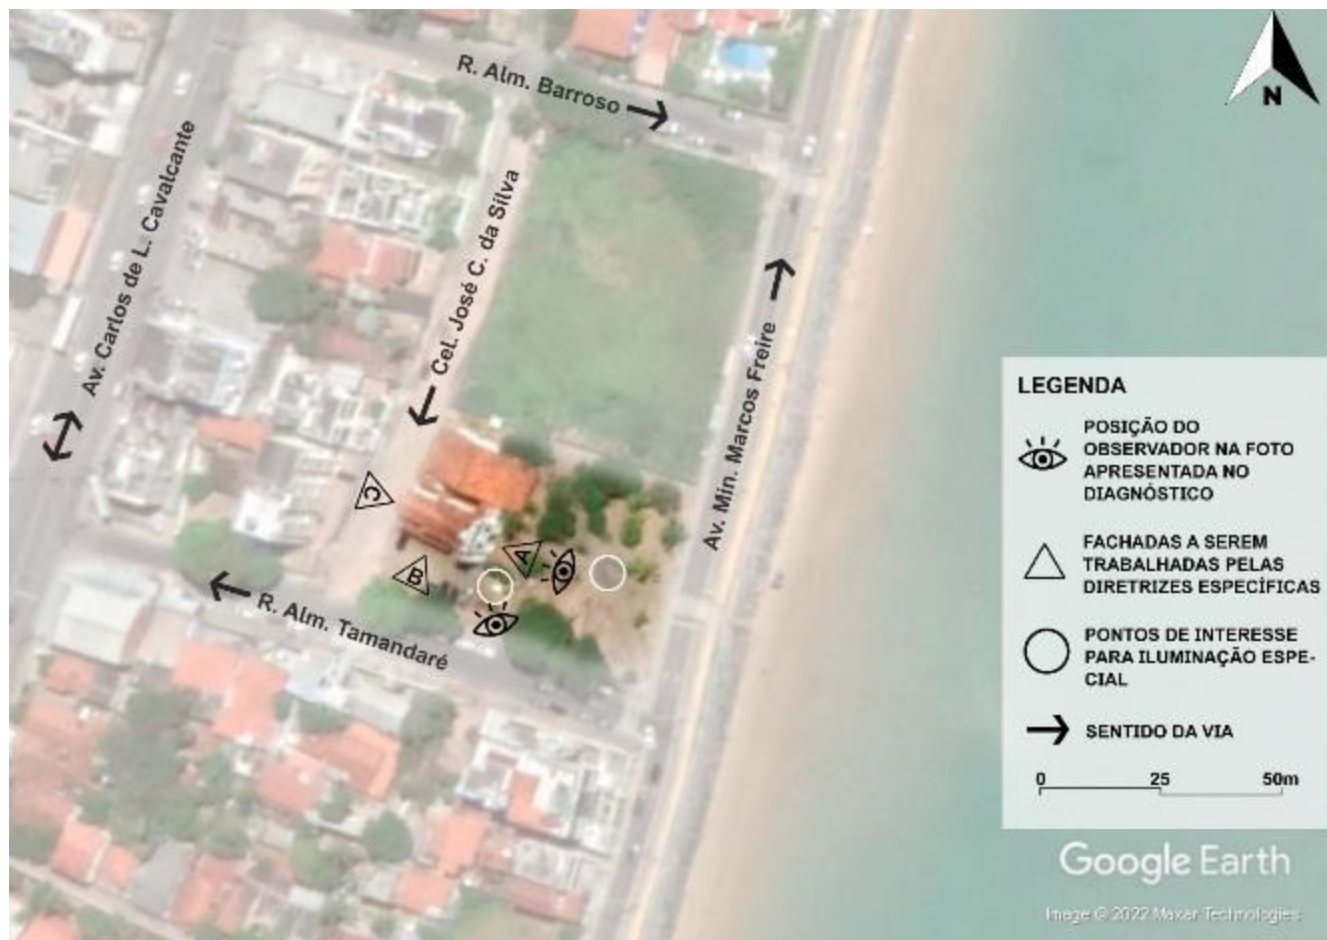 R. Alm. Barroso
N
Av. Carlos de L. Cavalcante
Cel. José C. da Silva
Av. Min. Marcos Freire
C
A
B
R. Alm. Tamandaré
LEGENDA
POSIÇÃO DO
OBSERVADOR NA FOTO
APRESENTADA NO
DIAGNÓSTICO
FACHADAS A SEREM
TRABALHADAS PELAS
DIRETRIZES ESPECÍFICAS
PONTOS DE INTERESSE
PARA ILUMINAÇÃO ESPE-
CIAL
SENTIDO DA VIA
0 25 50m
Google Earth
Image © 2022 Maxar Technologies